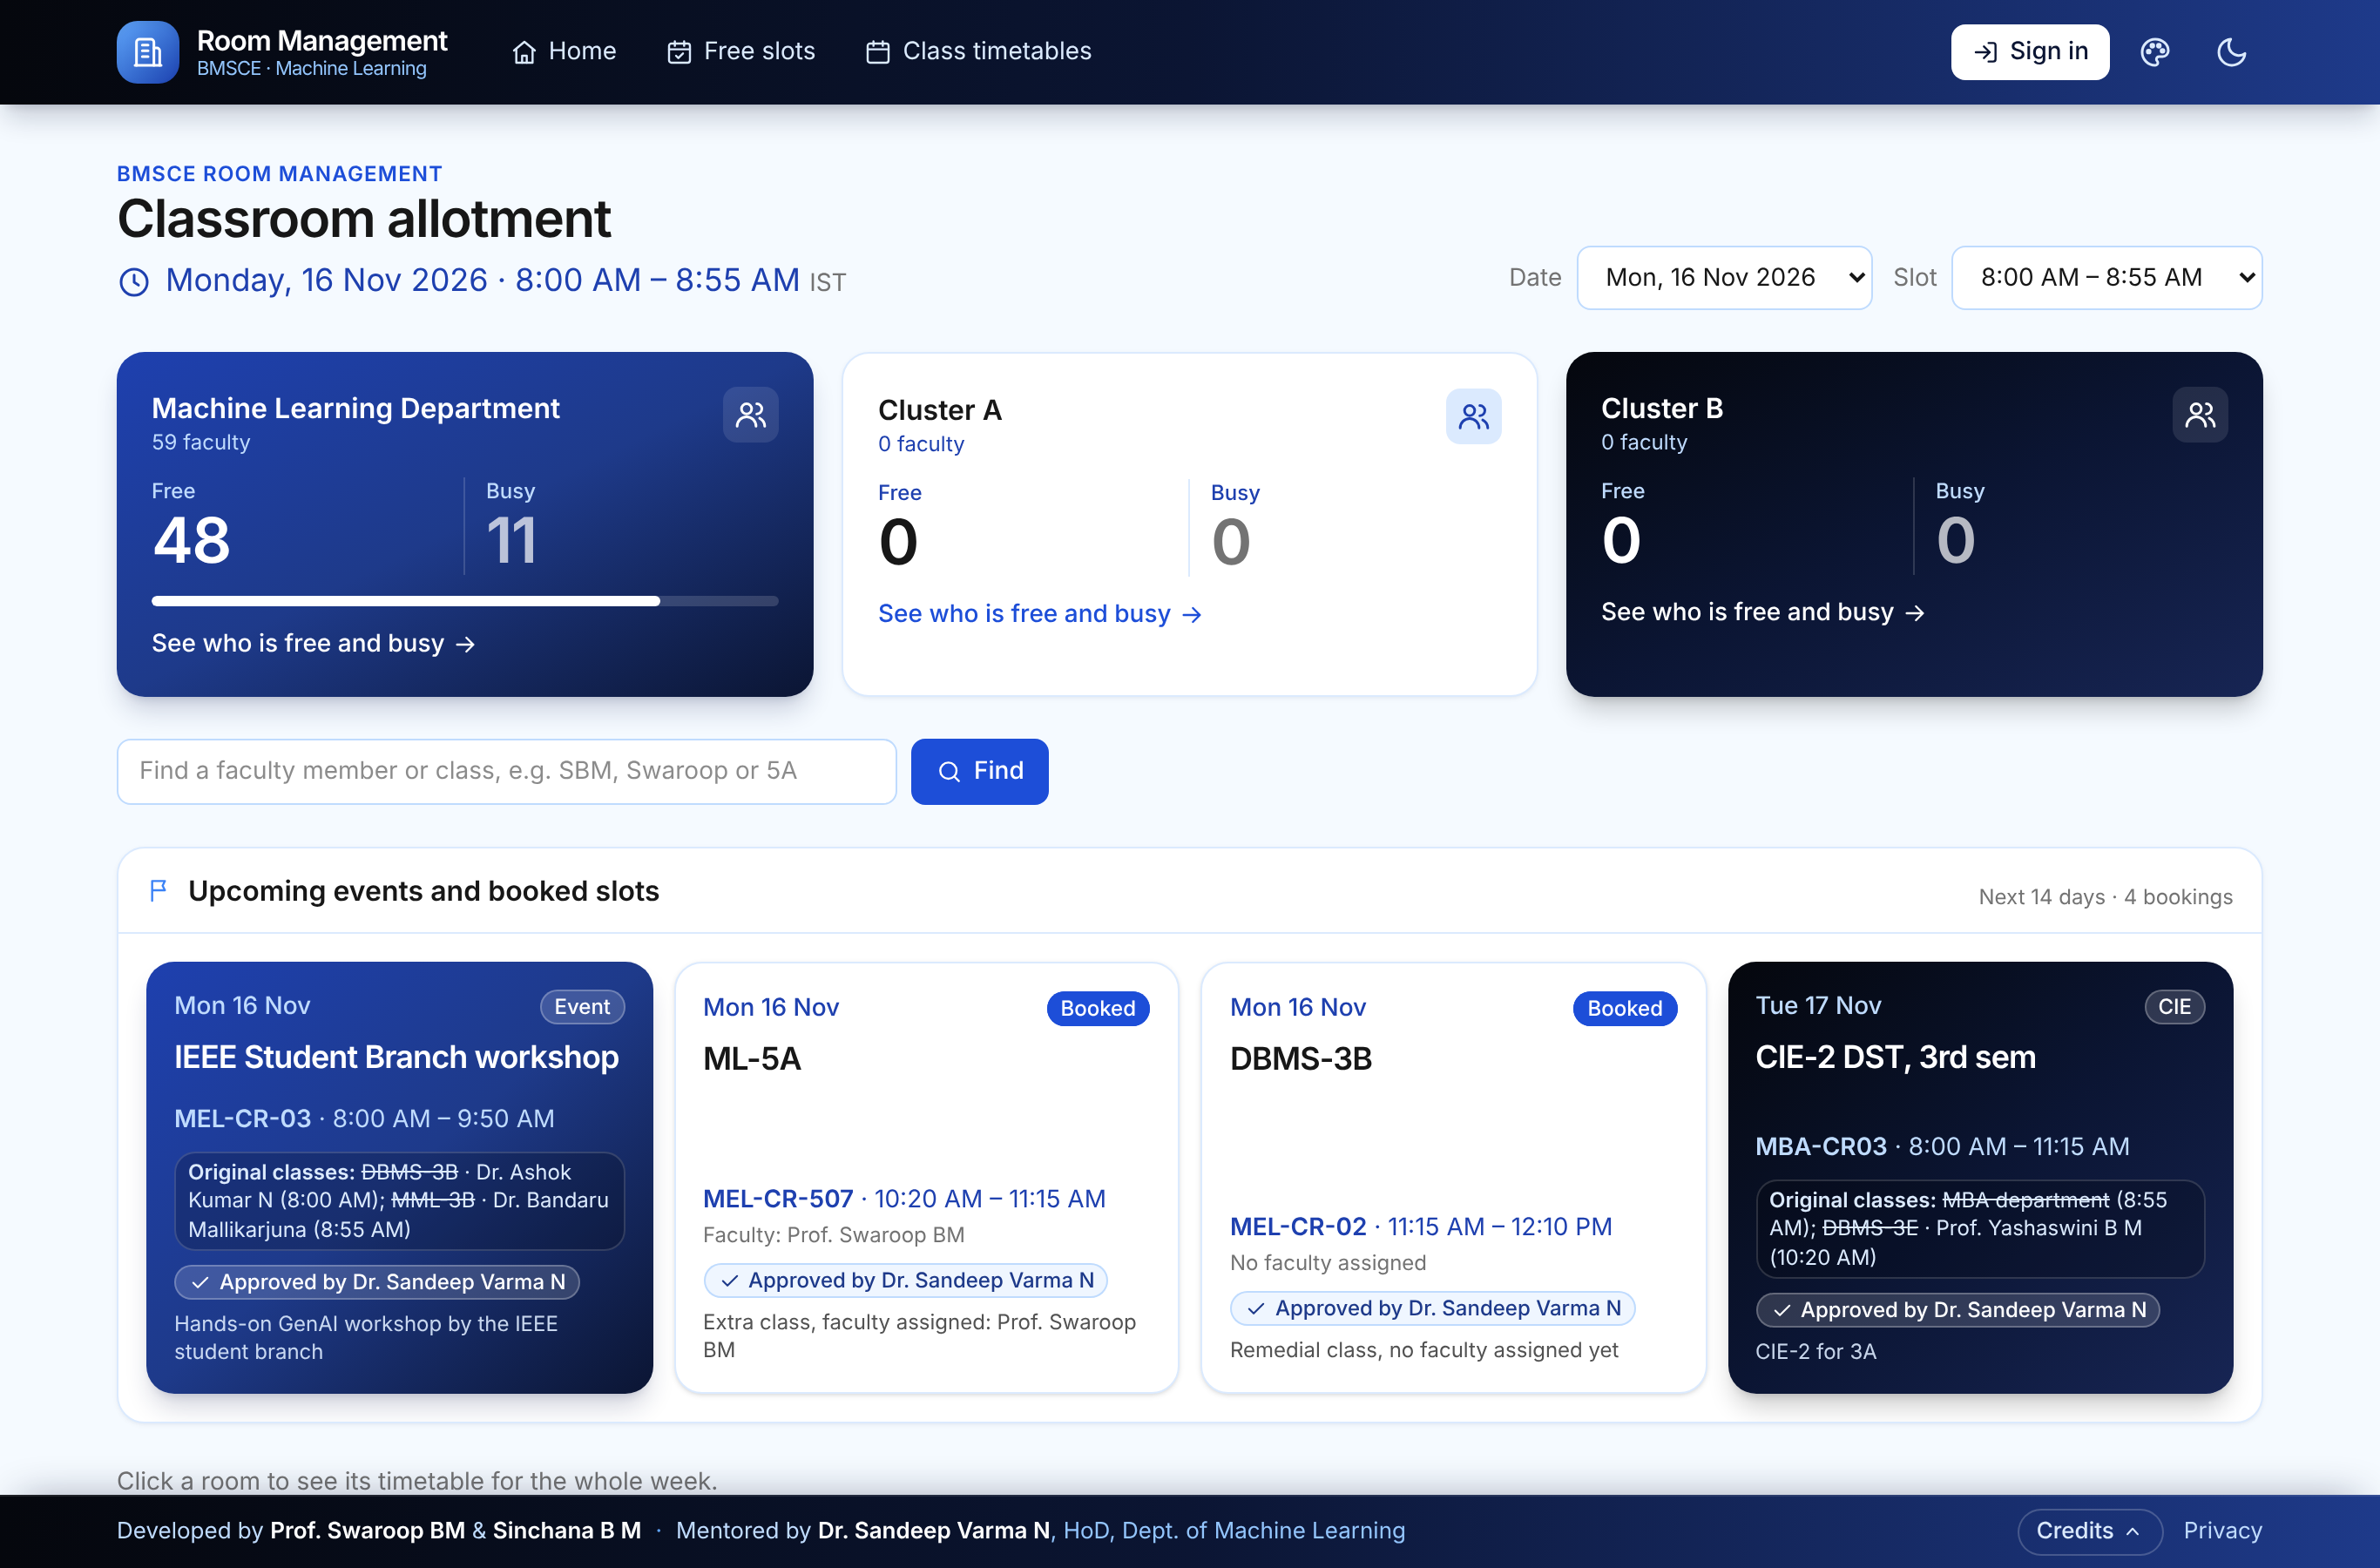 Room Management
BMSCE · Machine Learning
Home
Free slots
Class timetables
Sign in
BMSCE ROOM MANAGEMENT
Classroom allotment
Monday, 16 Nov 2026 · 8:00 AM – 8:55 AM IST
Date
Mon, 16 Nov 2026
Slot
8:00 AM – 8:55 AM
Machine Learning Department
59 faculty
Free
48
Busy
11
See who is free and busy →
Cluster A
0 faculty
Free
0
Busy
0
See who is free and busy →
Cluster B
0 faculty
Free
0
Busy
0
See who is free and busy →
Find a faculty member or class, e.g. SBM, Swaroop or 5A
Find
Upcoming events and booked slots
Next 14 days · 4 bookings
Mon 16 Nov
Event
IEEE Student Branch workshop
MEL-CR-03 · 8:00 AM – 9:50 AM
Original classes: DBMS-3B · Dr. Ashok
Kumar N (8:00 AM); MML-3B · Dr. Bandaru
Mallikarjuna (8:55 AM)
Approved by Dr. Sandeep Varma N
Hands-on GenAI workshop by the IEEE
student branch
Mon 16 Nov
Booked
ML-5A
MEL-CR-507 · 10:20 AM – 11:15 AM
Faculty: Prof. Swaroop BM
Approved by Dr. Sandeep Varma N
Extra class, faculty assigned: Prof. Swaroop
BM
Mon 16 Nov
Booked
DBMS-3B
MEL-CR-02 · 11:15 AM – 12:10 PM
No faculty assigned
Approved by Dr. Sandeep Varma N
Remedial class, no faculty assigned yet
Tue 17 Nov
CIE
CIE-2 DST, 3rd sem
MBA-CR03 · 8:00 AM – 11:15 AM
Original classes: MBA department (8:55
AM); DBMS-3E · Prof. Yashaswini B M
(10:20 AM)
Approved by Dr. Sandeep Varma N
CIE-2 for 3A
Click a room to see its timetable for the whole week.
Developed by Prof. Swaroop BM & Sinchana B M · Mentored by Dr. Sandeep Varma N, HoD, Dept. of Machine Learning
Credits
Privacy